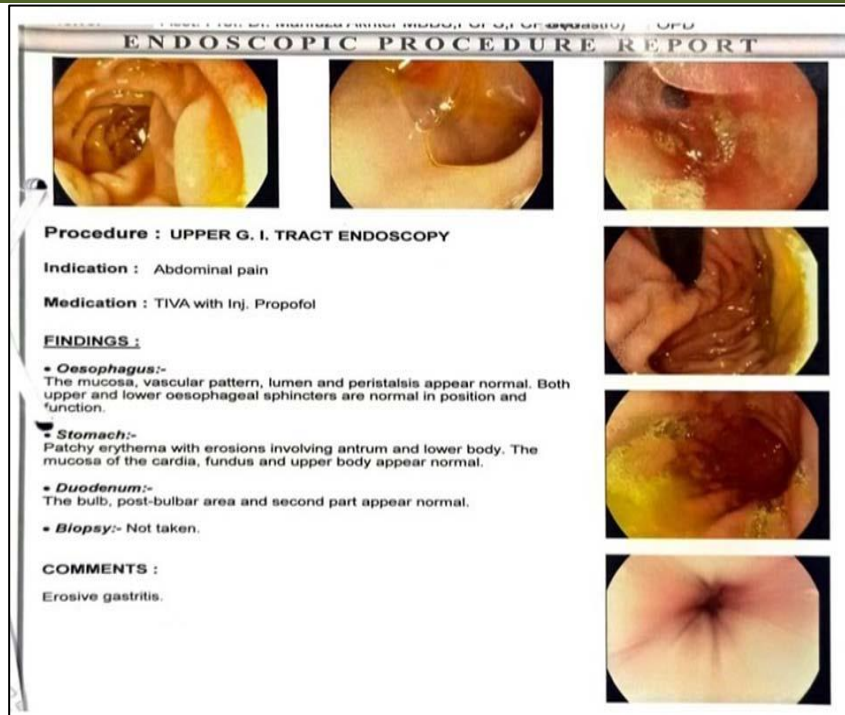 ENDOSCOPIC PROCEDURE REPORT
Procedure : UPPER G. I. TRACT ENDOSCOPY
Indication : Abdominal pain
Medication : TIVA with Inj. Propofol
FINDINGS :
• Oesophagus:-
The mucosa, vascular pattern, lumen and peristalsis appear normal. Both
upper and lower oesophageal sphincters are normal in position and
function.
• Stomach:-
Patchy erythema with erosions involving antrum and lower body. The
mucosa of the cardia, fundus and upper body appear normal.
• Duodenum:-
The bulb, post-bulbar area and second part appear normal.
• Biopsy:- Not taken.
COMMENTS :
Erosive gastritis.